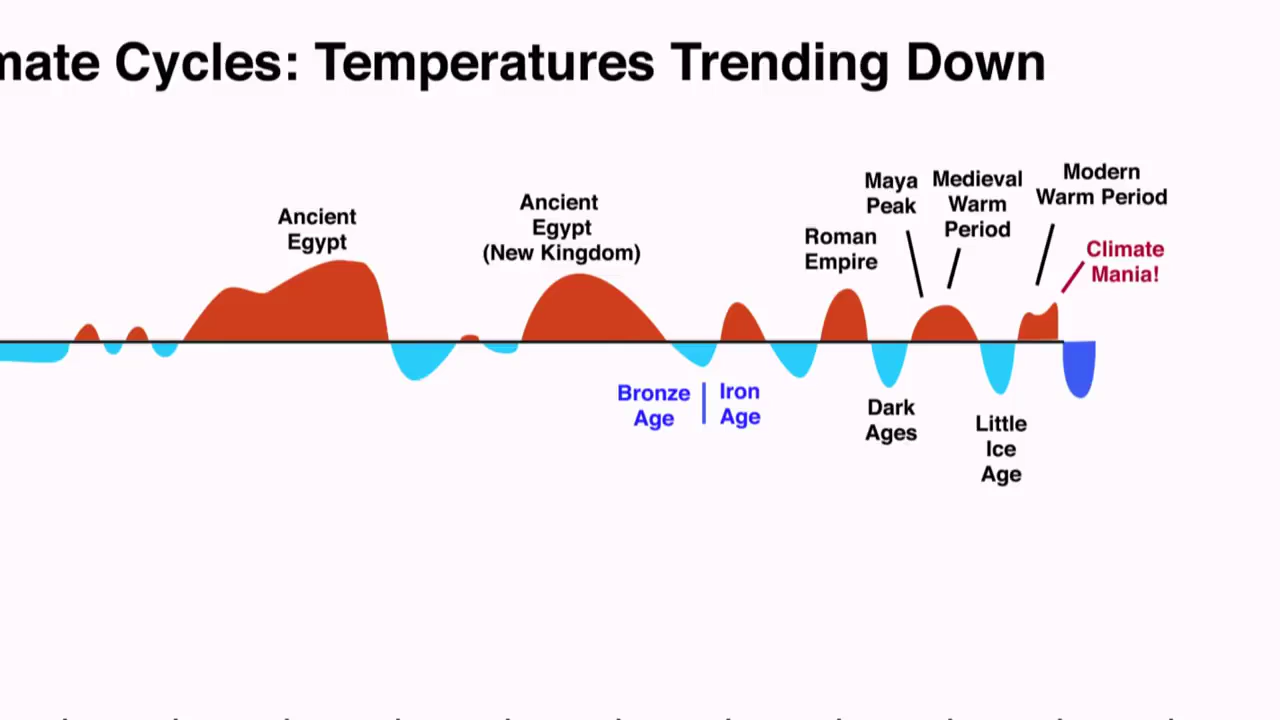 mate Cycles: Temperatures Trending Down
Ancient
Egypt
Ancient
Egypt
(New Kingdom)
Roman
Empire
Maya
Peak
Medieval
Warm
Period
Modern
Warm Period
Climate
Mania!
Bronze
Age
Iron
Age
Dark
Ages
Little
Ice
Age